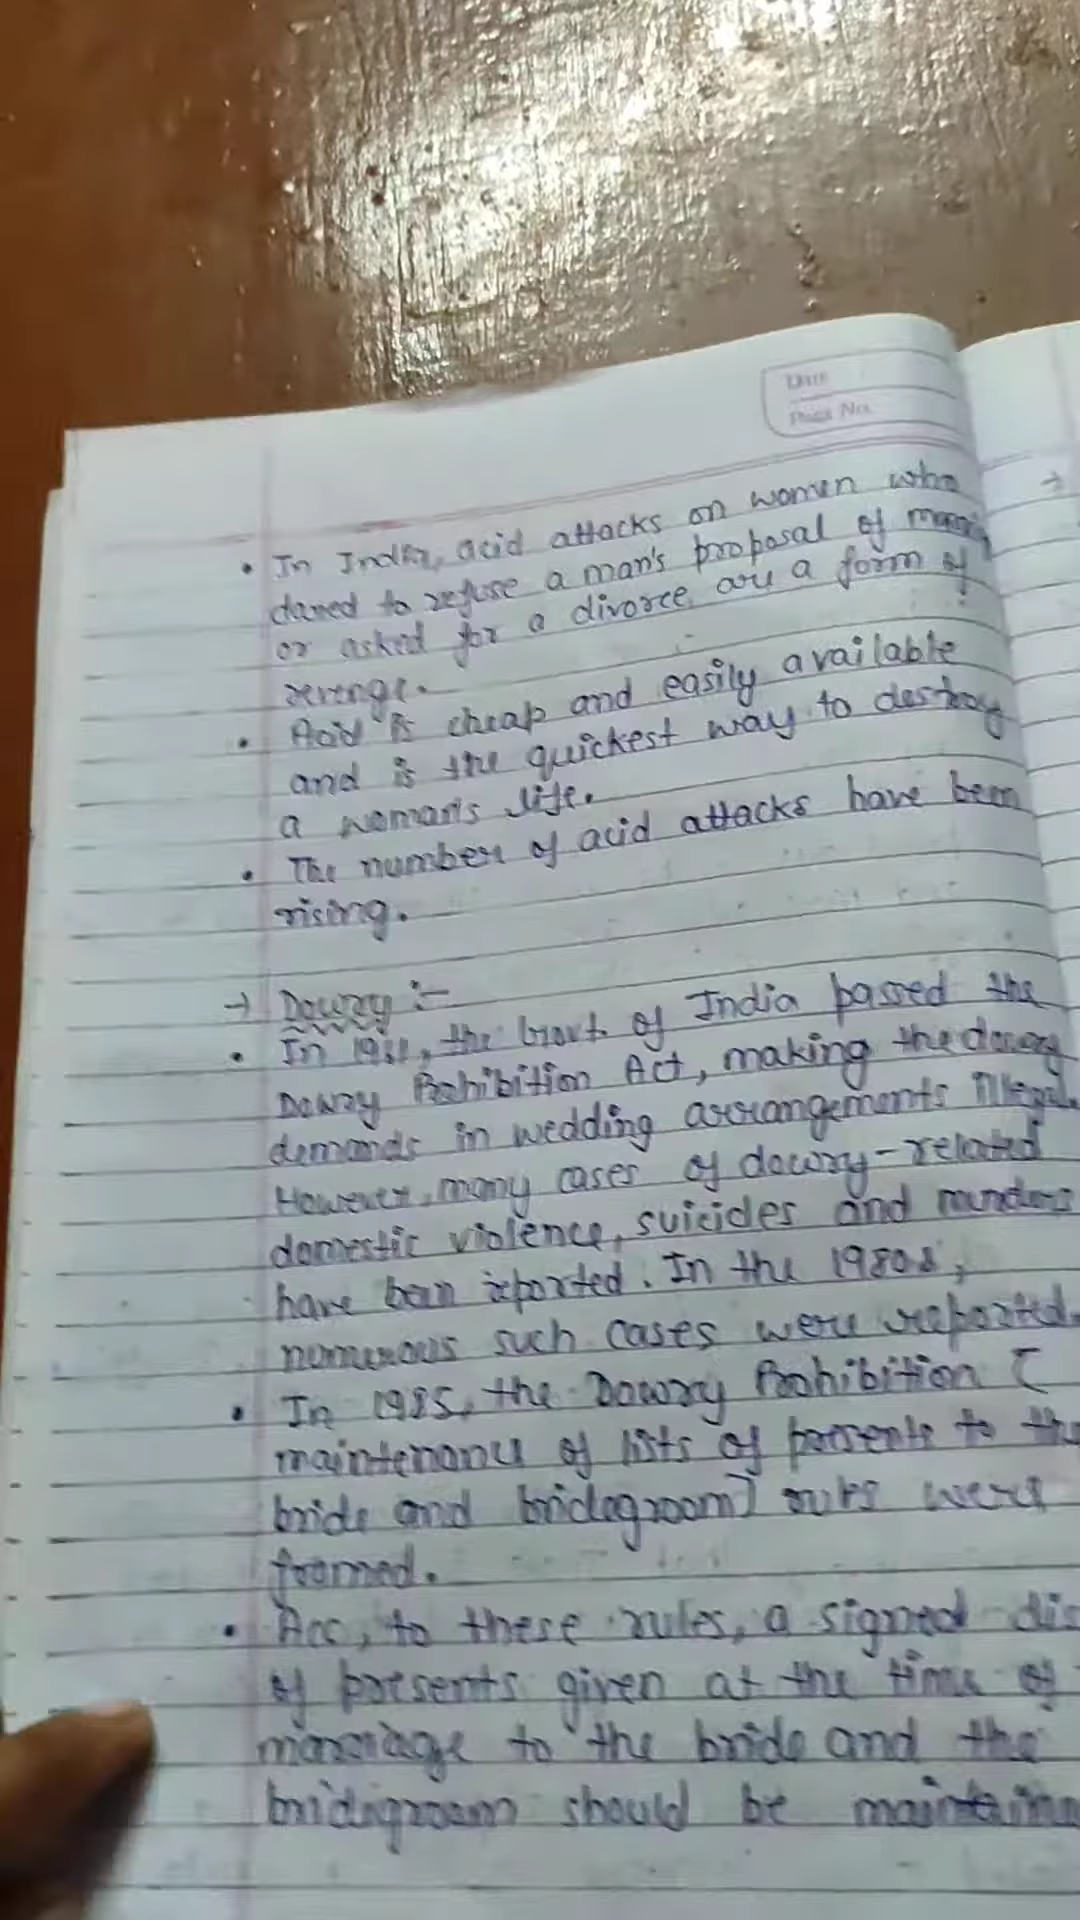 Date
Page No.
• In India, acid attacks on women who
dared to refuse a man's proposal of
or asked for a divorce, are a form of
revenge.
• Acid is cheap and easily available
and is the quickest way to destroy
a woman's life.
• The number of acid attacks have been
rising.
→ Dowry :-
• In 1961, the Govt. of India passed the
Dowry Prohibition Act, making the dowry
demands in wedding arrangements illegal.
However, many cases of dowry-related
domestic violence, suicides and murders
have been reported. In the 1980s,
numerous such cases were reported.
• In 1985, the Dowry Prohibition (
maintenance of lists of presents to the
bride and bridegroom) rules were
framed.
• Acc, to these rules, a signed
of presents given at the time of
marriage to the bride and the
bridegroom should be